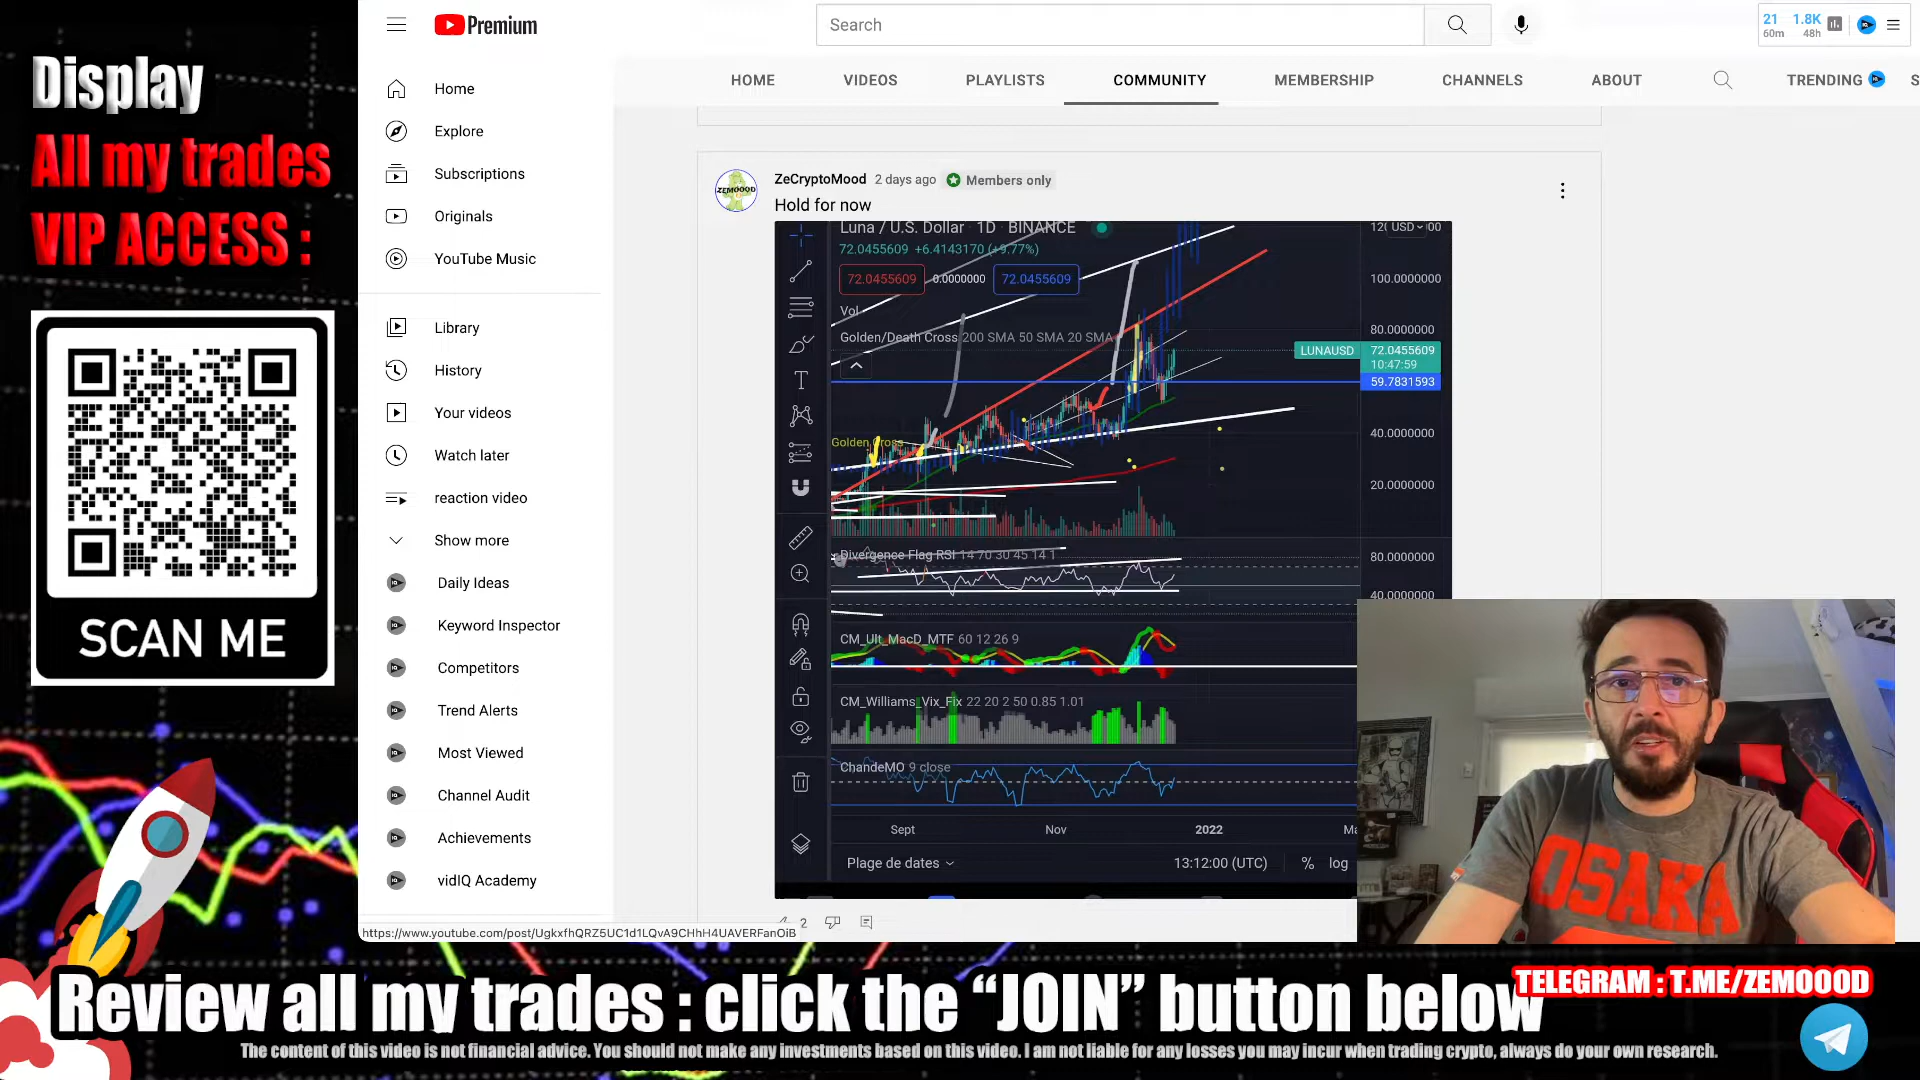 Display
All my trades
VIP ACCESS :
SCAN ME
Premium
Search
21 1.8K
60m 48h
HOME VIDEOS PLAYLISTS COMMUNITY MEMBERSHIP CHANNELS ABOUT TRENDING S
Home
Explore
Subscriptions
Originals
YouTube Music
Library
History
Your videos
Watch later
reaction video
Show more
Daily Ideas
Keyword Inspector
Competitors
Trend Alerts
Most Viewed
Channel Audit
Achievements
vidIQ Academy
ZEMOOOD
ZeCryptoMood 2 days ago Members only
Hold for now
Luna / U.S. Dollar · 1D · BINANCE
USD
72.0455609 +6.4143170 (+9.77%)
72.0455609 0.0000000 72.0455609
Vol
Golden/Death Cross 200 SMA 50 SMA 20 SMA
Golden Cross
100.0000000
80.0000000
LUNAUSD 72.0455609
10:47:59
59.7831593
40.0000000
20.0000000
Divergence Flag RSI 14 70 30 45 14 1
80.0000000
40.0000000
CM_Ult_MacD_MTF 60 12 26 9
CM_Williams_Vix_Fix 22 20 2 50 0.85 1.01
ChandeMO 9 close
Sept Nov 2022 Ma
Plage de dates 13:12:00 (UTC) % log
2
https://www.youtube.com/post/UgkxfhQRZ5UC1d1LQvA9CHhH4UAVERFanOiB
OSAKA
Review all my trades : click the “JOIN” button below
TELEGRAM : T.ME/ZEMOOOD
The content of this video is not financial advice. You should not make any investments based on this video. I am not liable for any losses you may incur when trading crypto, always do your own research.